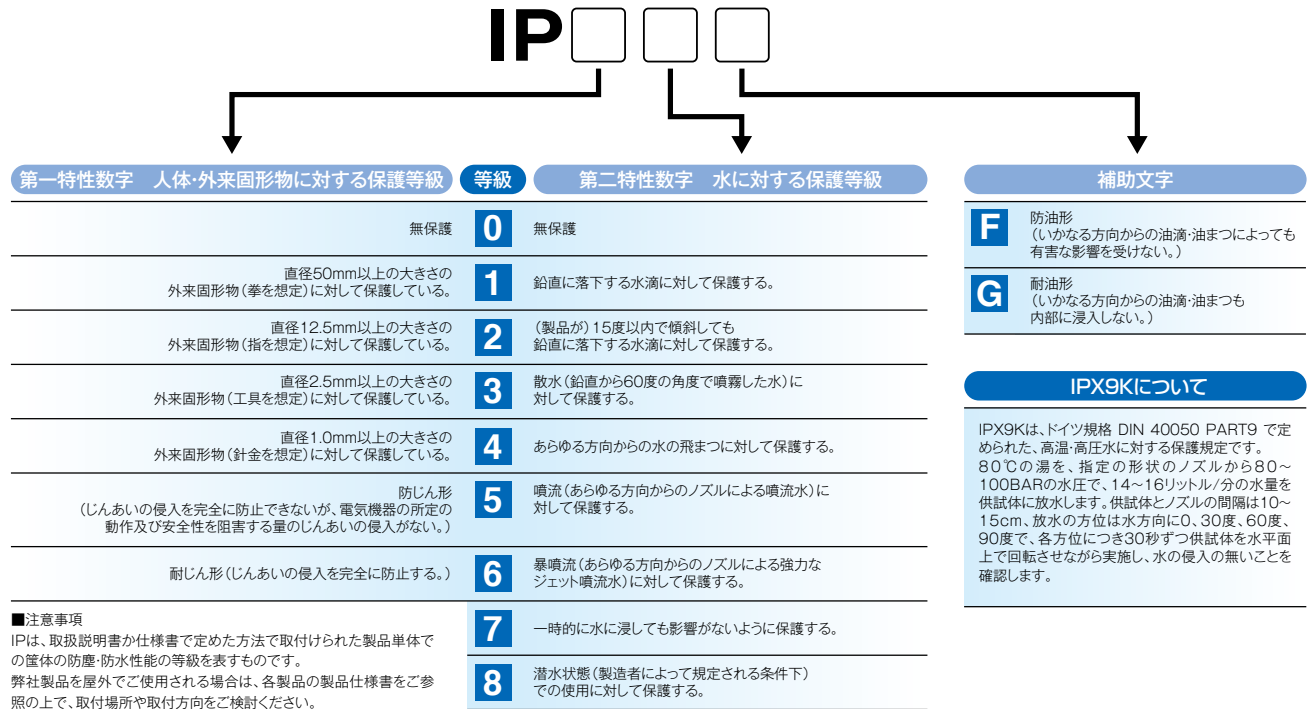 IP
第一特性数字 人体・外来固形物に対する保護等級
等級
第二特性数字 水に対する保護等級
無保護
0
無保護
直径50mm以上の大きさの
外来固形物(拳を想定)に対して保護している。
1
鉛直に落下する水滴に対して保護する。
直径12.5mm以上の大きさの
外来固形物(指を想定)に対して保護している。
2
(製品が)15度以内で傾斜しても
鉛直に落下する水滴に対して保護する。
直径2.5mm以上の大きさの
外来固形物(工具を想定)に対して保護している。
3
散水(鉛直から60度の角度で噴霧した水)に
対して保護する。
直径1.0mm以上の大きさの
外来固形物(針金を想定)に対して保護している。
4
あらゆる方向からの水の飛まつに対して保護する。
防じん形
(じんあいの侵入を完全に防止できないが、電気機器の所定の
動作及び安全性を阻害する量のじんあいの侵入がない。)
5
噴流(あらゆる方向からのノズルによる噴流水)に
対して保護する。
耐じん形(じんあいの侵入を完全に防止する。)
6
暴噴流(あらゆる方向からのノズルによる強力な
ジェット噴流水)に対して保護する。
7
一時的に水に浸しても影響がないように保護する。
8
潜水状態(製造者によって規定される条件下)
での使用に対して保護する。
■注意事項
IPは、取扱説明書か仕様書で定めた方法で取付けられた製品単体で
の筐体の防塵・防水性能の等級を表すものです。
弊社製品を屋外でご使用される場合は、各製品の製品仕様書をご参
照の上で、取付場所や取付方向をご検討ください。
補助文字
F
防油形
(いかなる方向からの油滴・油まつによっても
有害な影響を受けない。)
G
耐油形
(いかなる方向からの油滴・油まつも
内部に浸入しない。)
IPX9Kについて
IPX9Kは、ドイツ規格 DIN 40050 PART9 で定
められた、高温・高圧水に対する保護規定です。
80℃の湯を、指定の形状のノズルから80~
100BARの水圧で、14~16リットル/分の水量を
供試体に放水します。供試体とノズルの間隔は10~
15cm、放水の方位は水方向に0、30度、60度、
90度で、各方位につき30秒ずつ供試体を水平面
上で回転させながら実施し、水の侵入の無いことを
確認します。